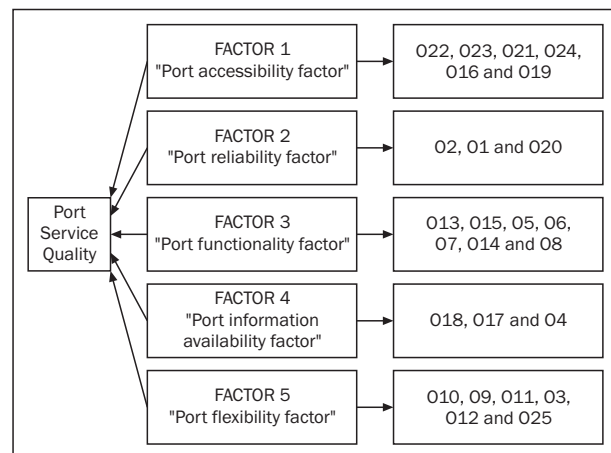 FACTOR 1
"Port accessibility factor"
O22, O23, O21, O24,
O16 and O19
FACTOR 2
"Port reliability factor"
O2, O1 and O20
Port
Service
Quality
FACTOR 3
"Port functionality factor"
O13, O15, O5, O6,
O7, O14 and O8
FACTOR 4
"Port information
availability factor"
O18, O17 and O4
FACTOR 5
"Port flexibility factor"
O10, O9, O11, O3,
O12 and O25